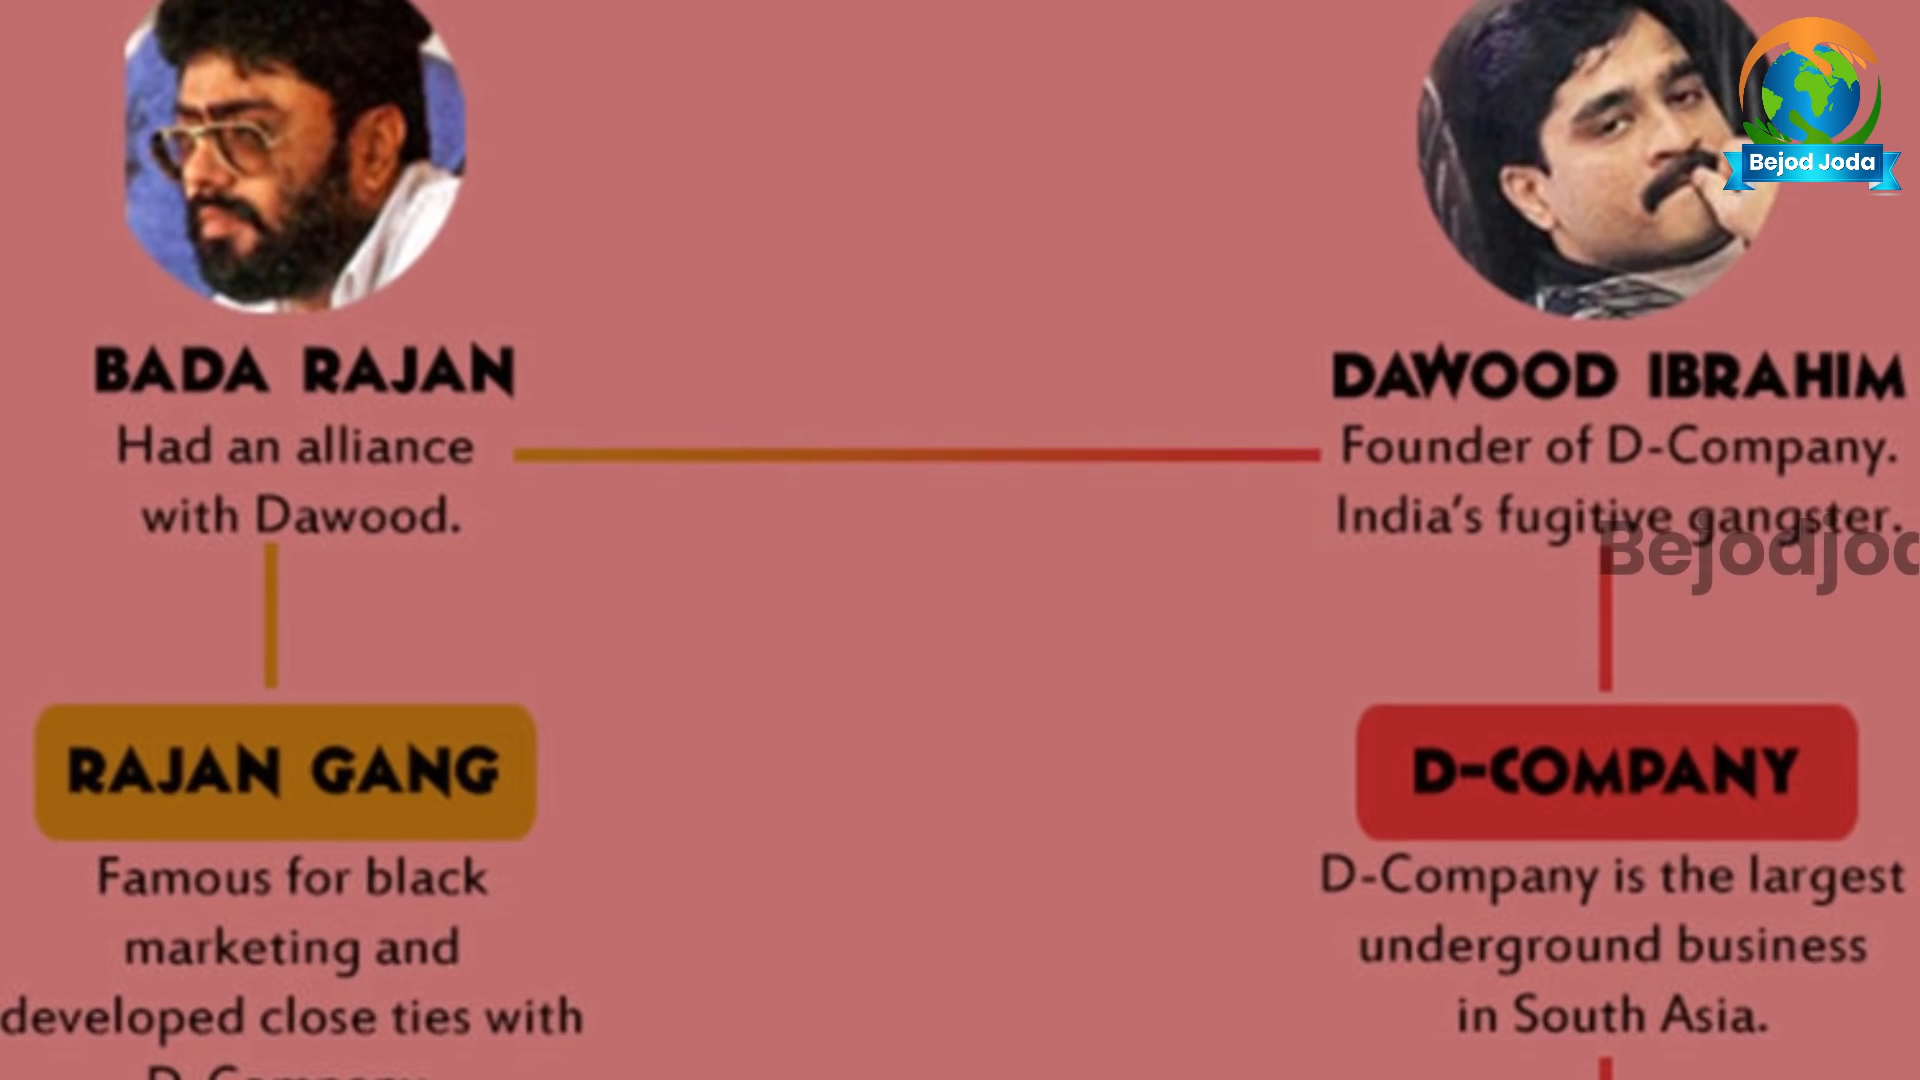 Bejod Joda
BADA RAJAN
Had an alliance
with Dawood.
DAWOOD IBRAHIM
Founder of D-Company.
India's fugitive gangster.
Bejodjod
RAJAN GANG
Famous for black
marketing and
developed close ties with
D-Company
D-COMPANY
D-Company is the largest
underground business
in South Asia.